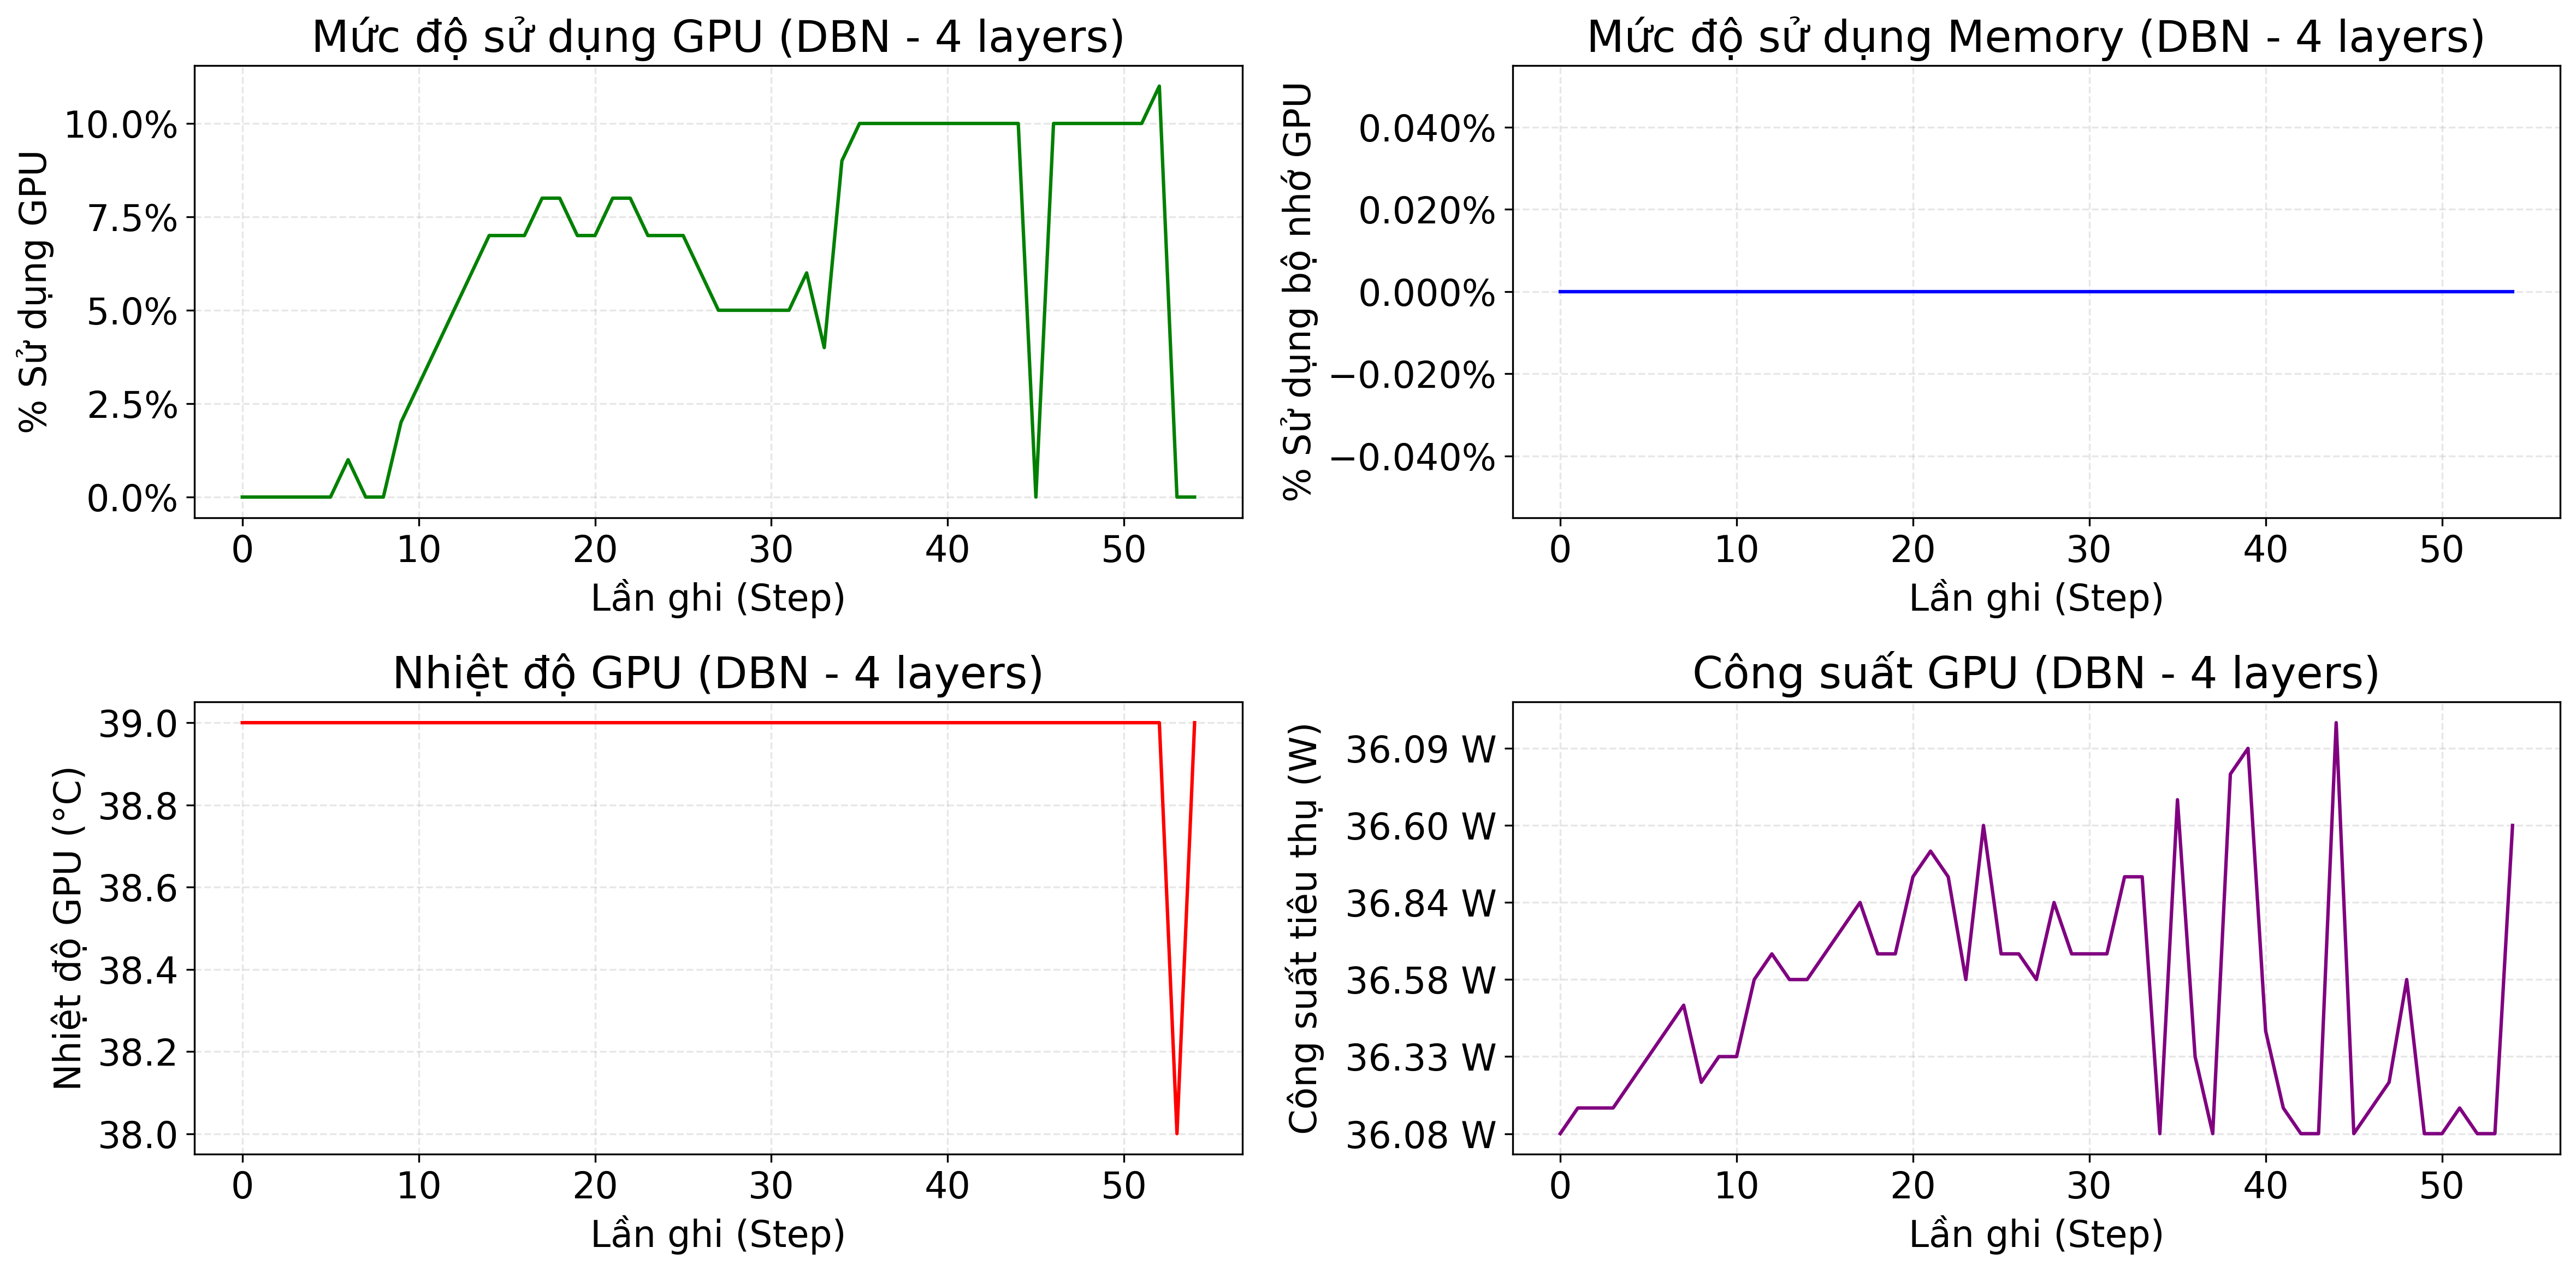 Mức độ sử dụng GPU (DBN - 4 layers)
% Sử dụng GPU
10.0%
7.5%
5.0%
2.5%
0.0%
0 10 20 30 40 50
Lần ghi (Step)
Mức độ sử dụng Memory (DBN - 4 layers)
% Sử dụng bộ nhớ GPU
0.040%
0.020%
0.000%
−0.020%
−0.040%
0 10 20 30 40 50
Lần ghi (Step)
Nhiệt độ GPU (DBN - 4 layers)
Nhiệt độ GPU (°C)
39.0
38.8
38.6
38.4
38.2
38.0
0 10 20 30 40 50
Lần ghi (Step)
Công suất GPU (DBN - 4 layers)
Công suất tiêu thụ (W)
36.09 W
36.60 W
36.84 W
36.58 W
36.33 W
36.08 W
0 10 20 30 40 50
Lần ghi (Step)